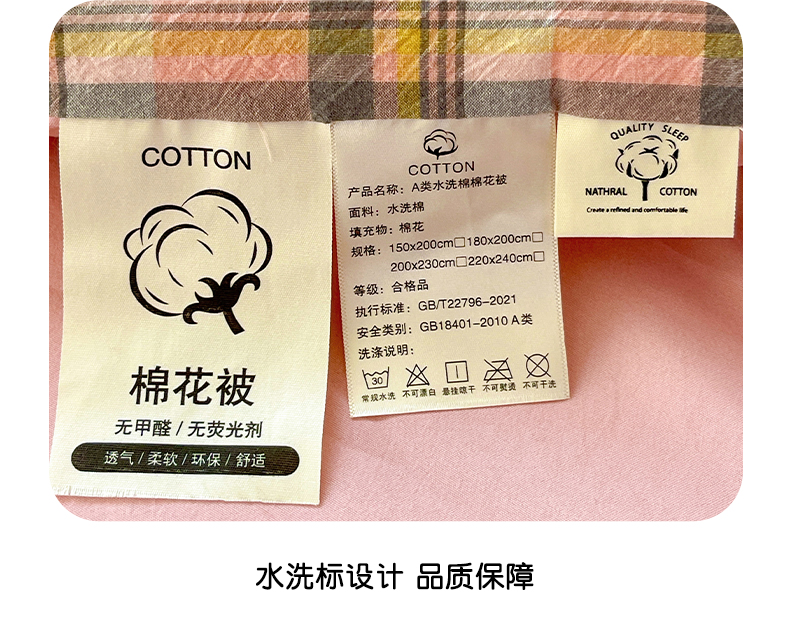 COTTON
棉花被
无甲醛 / 无荧光剂
透气 / 柔软 / 环保 / 舒适
COTTON
产品名称：A类水洗棉棉花被
面料：水洗棉
填充物：棉花
规格：150x200cm□180x200cm□
200x230cm□220x240cm□
等级：合格品
执行标准：GB/T22796-2021
安全类别：GB18401-2010 A类
洗涤说明：
30
常规水洗 不可漂白 悬挂晾干 不可熨烫 不可干洗
QUALITY SLEEP
NATHRAL COTTON
Create a refined and comfortable life
水洗标设计 品质保障